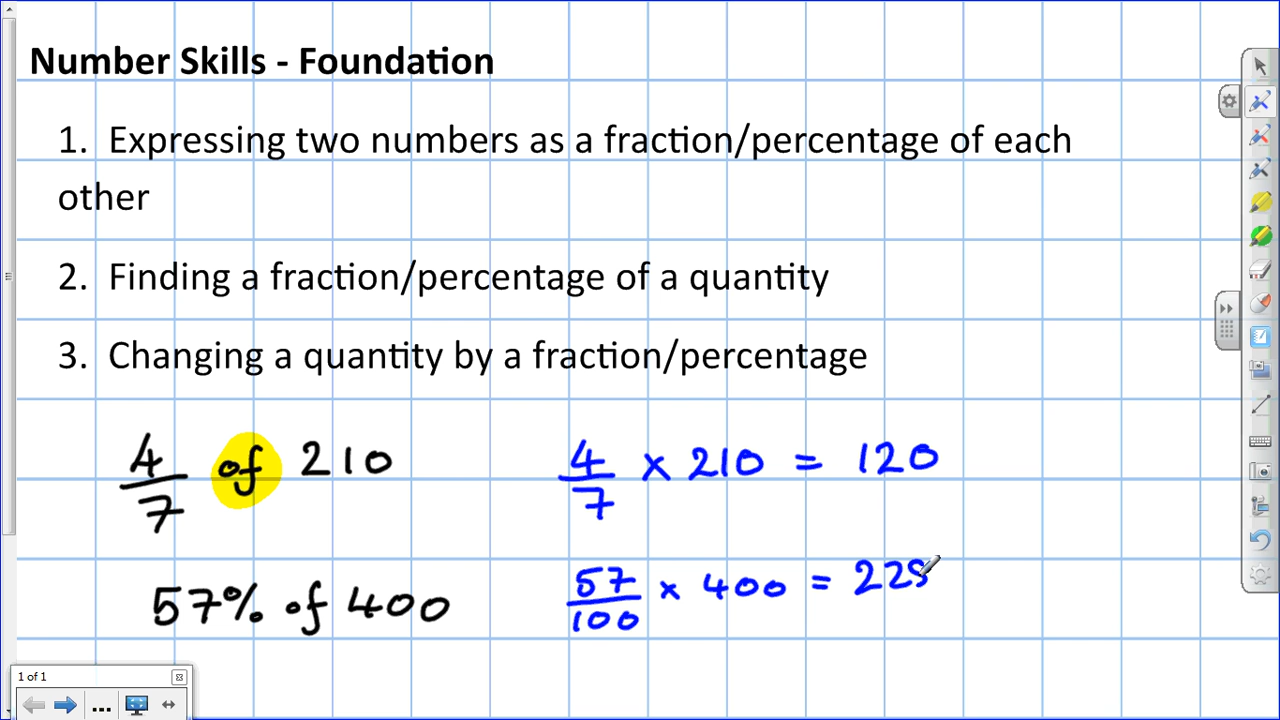 Number Skills - Foundation
1. Expressing two numbers as a fraction/percentage of each
other
2. Finding a fraction/percentage of a quantity
3. Changing a quantity by a fraction/percentage
4/7 of 210
4/7 × 210 = 120
57% of 400
57/100 × 400 = 228
1 of 1